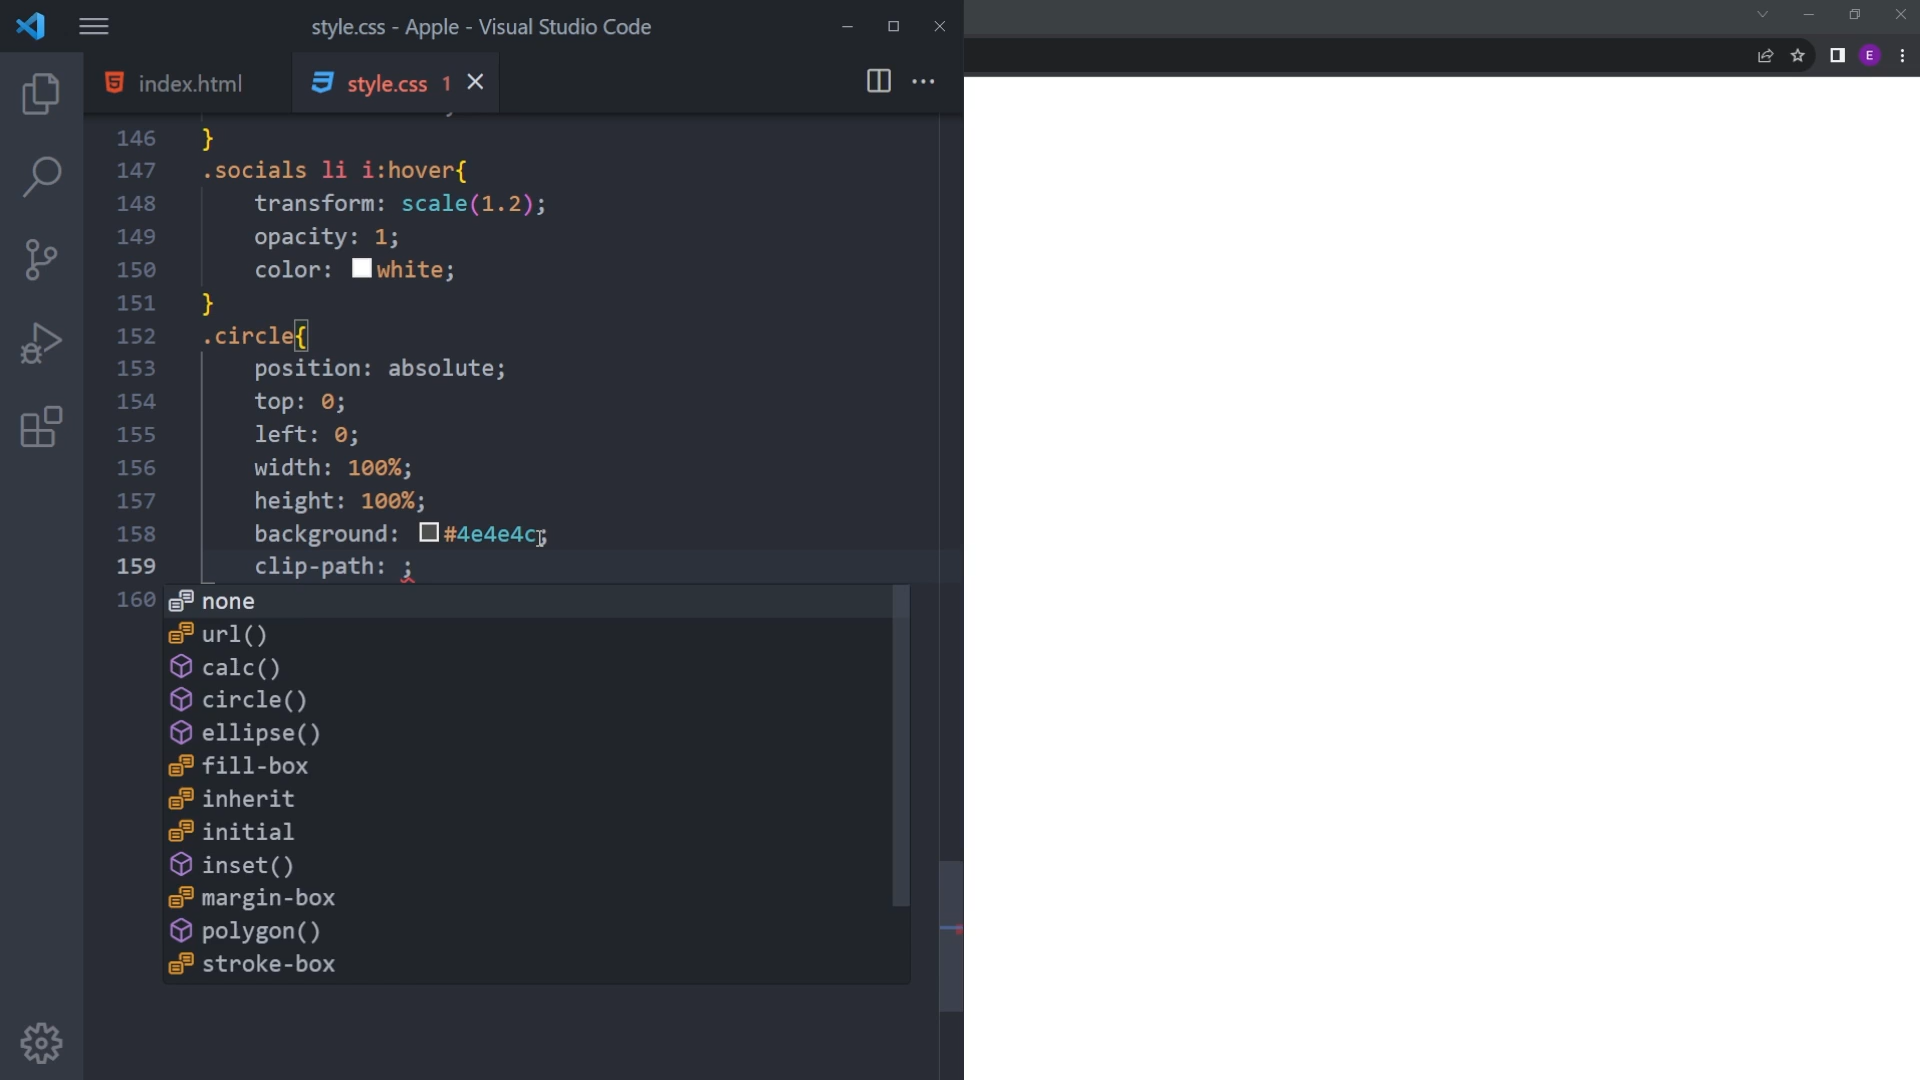 style.css - Apple - Visual Studio Code
index.html
style.css 1
E
146 }
147 .socials li i:hover{
148 transform: scale(1.2);
149 opacity: 1;
150 color: white;
151 }
152 .circle{
153 position: absolute;
154 top: 0;
155 left: 0;
156 width: 100%;
157 height: 100%;
158 background: #4e4e4c;
159 clip-path: ;
160
none
url()
calc()
circle()
ellipse()
fill-box
inherit
initial
inset()
margin-box
polygon()
stroke-box